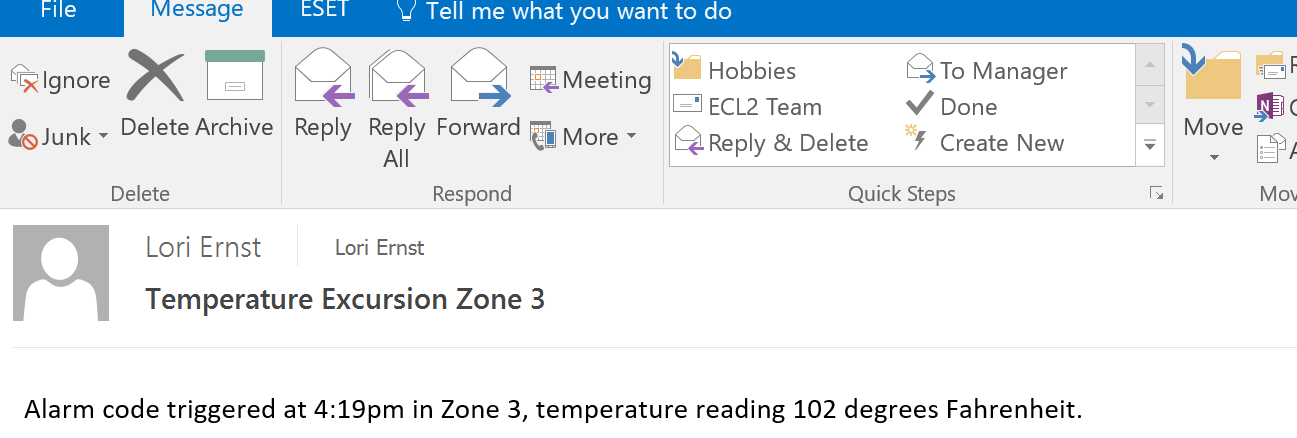 File Message ESET Tell me what you want to do
Ignore
Junk
Delete Archive
Delete
Reply Reply All Forward
Meeting
More
Respond
Hobbies
ECL2 Team
Reply & Delete
To Manager
Done
Create New
Quick Steps
Move
Mov
Lori Ernst Lori Ernst
Temperature Excursion Zone 3
Alarm code triggered at 4:19pm in Zone 3, temperature reading 102 degrees Fahrenheit.